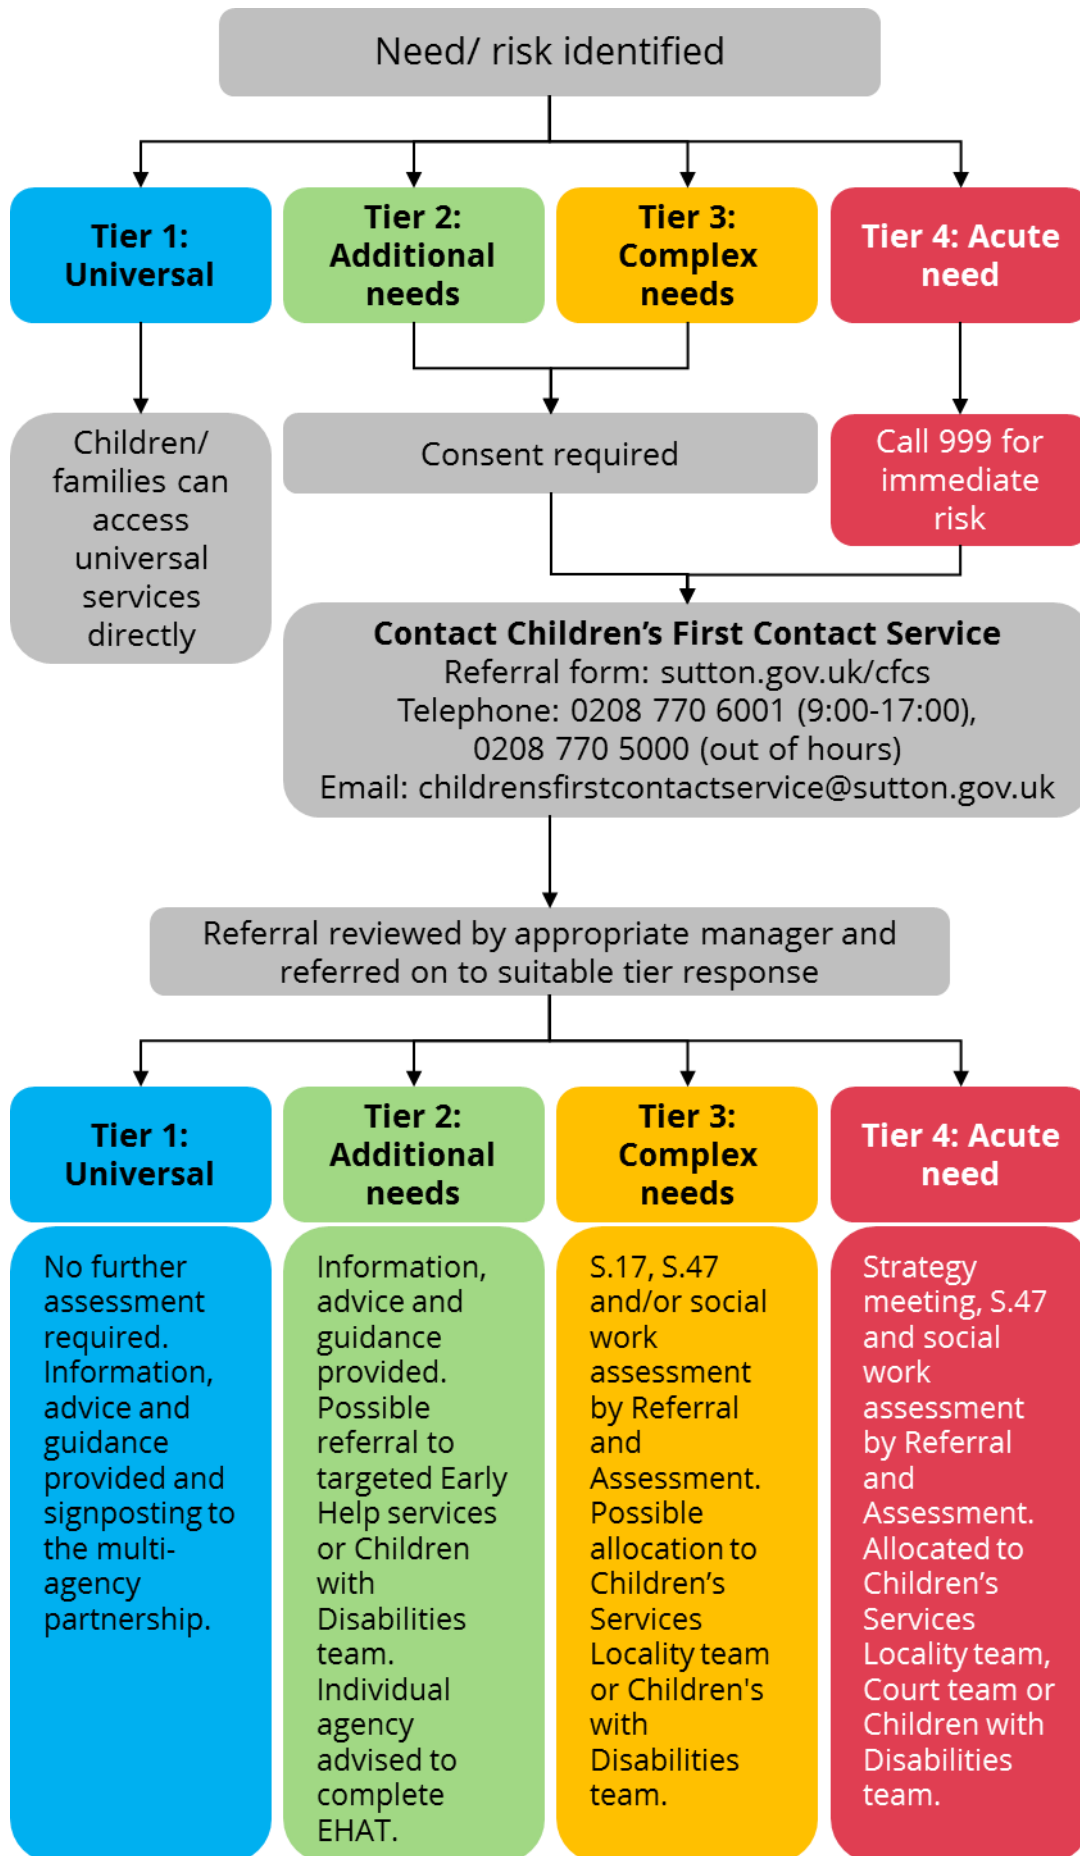 Need/ risk identified
Tier 1:
Universal
Tier 2:
Additional
needs
Tier 3:
Complex
needs
Tier 4: Acute
need
Children/
families can
access
universal
services
directly
Consent required
Call 999 for
immediate
risk
Contact Children’s First Contact Service
Referral form: sutton.gov.uk/cfcs
Telephone: 0208 770 6001 (9:00-17:00),
0208 770 5000 (out of hours)
Email: childrensfirstcontactservice@sutton.gov.uk
Referral reviewed by appropriate manager and
referred on to suitable tier response
Tier 1:
Universal
Tier 2:
Additional
needs
Tier 3:
Complex
needs
Tier 4: Acute
need
No further
assessment
required.
Information,
advice and
guidance
provided and
signposting to
the multi-
agency
partnership.
Information,
advice and
guidance
provided.
Possible
referral to
targeted Early
Help services
or Children
with
Disabilities
team.
Individual
agency
advised to
complete
EHAT.
S.17, S.47
and/or social
work
assessment
by Referral
and
Assessment.
Possible
allocation to
Children’s
Services
Locality team
or Children's
with
Disabilities
team.
Strategy
meeting, S.47
and social
work
assessment
by Referral
and
Assessment.
Allocated to
Children’s
Services
Locality team,
Court team or
Children with
Disabilities
team.